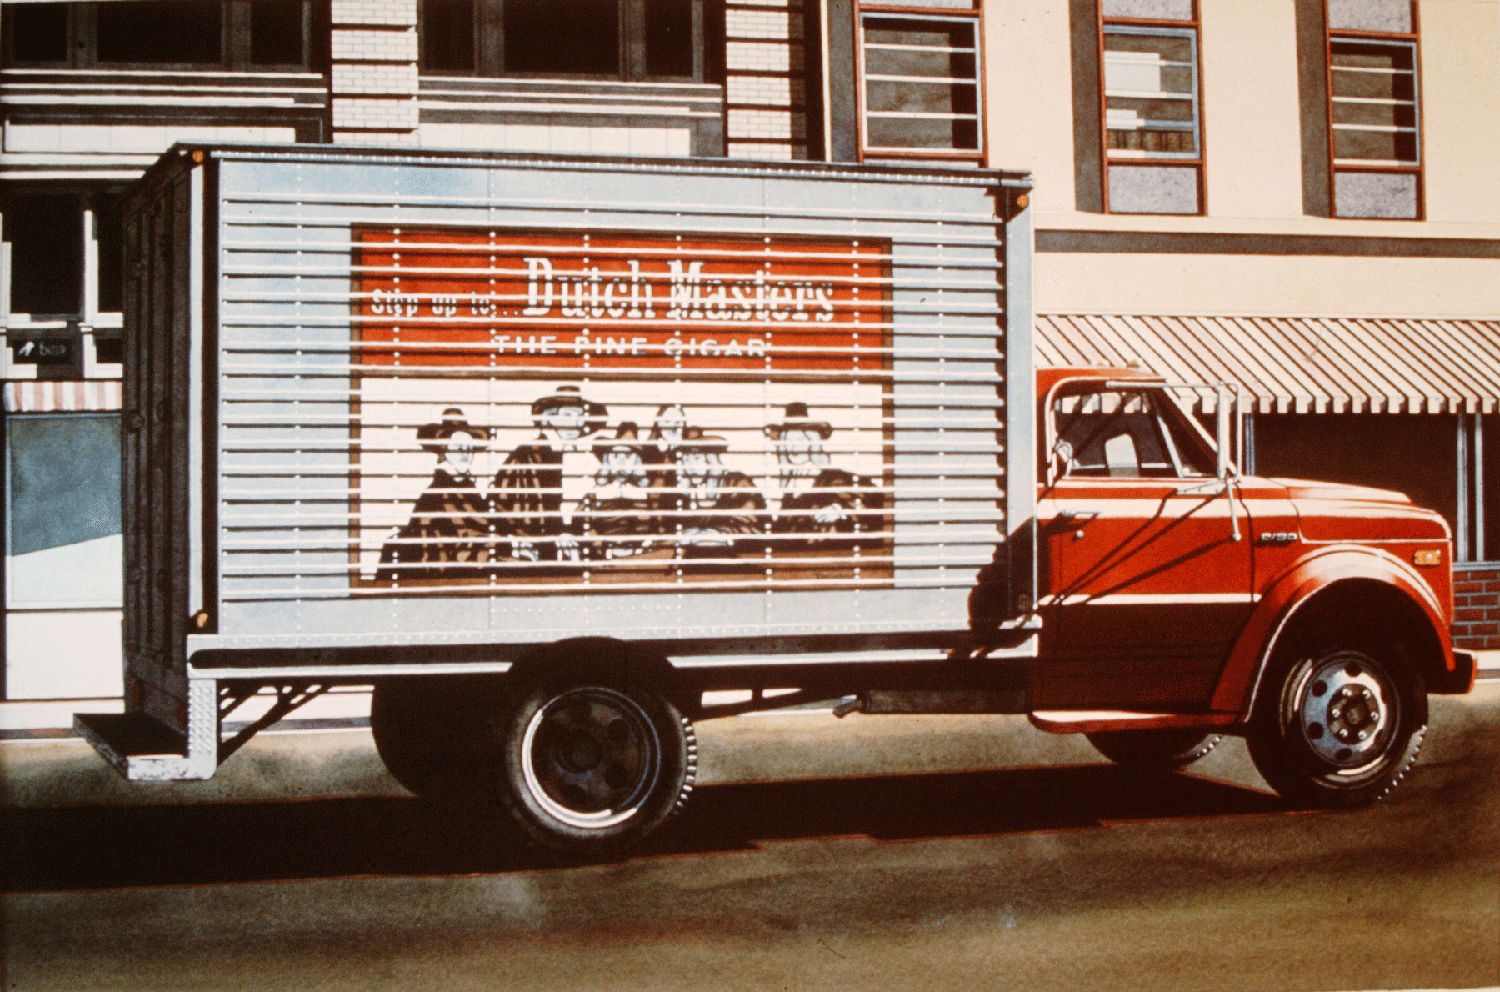 Step up to... Dutch Masters
THE FINE CIGAR